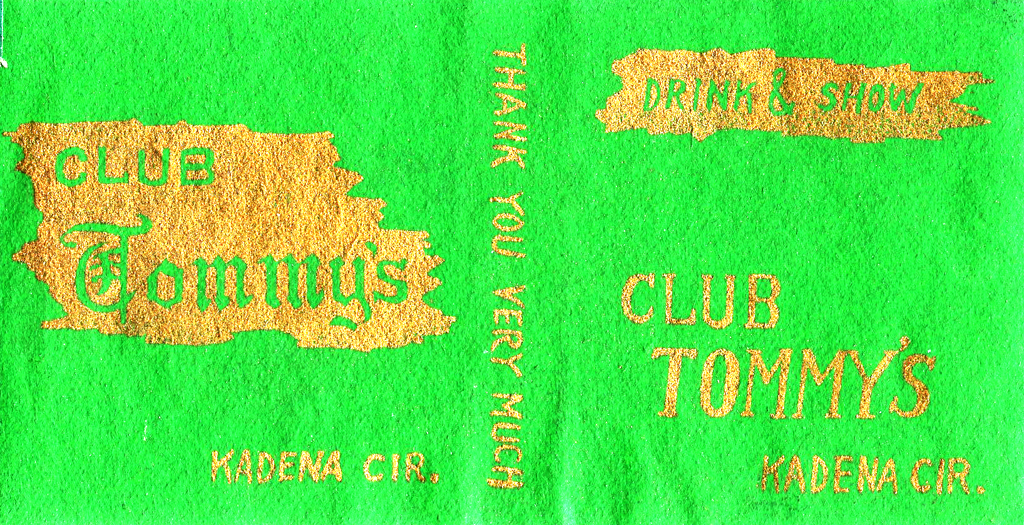 CLUB
Tommy's
KADENA CIR.
THANK YOU VERY MUCH
DRINK & SHOW
CLUB
TOMMY'S
KADENA CIR.